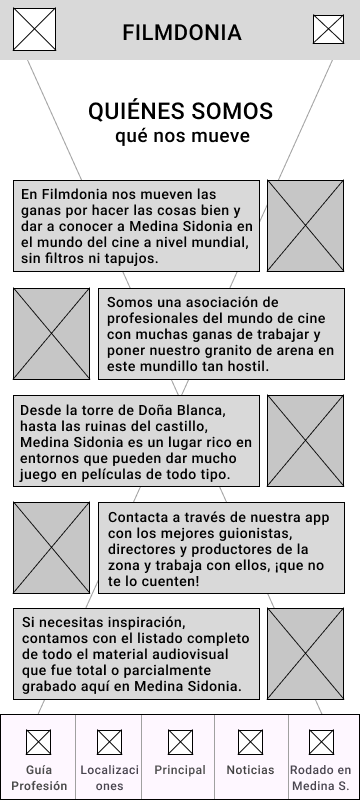 FILMDONIA
QUIÉNES SOMOS
qué nos mueve
En Filmdonia nos mueven las
ganas por hacer las cosas bien y
dar a conocer a Medina Sidonia en
el mundo del cine a nivel mundial,
sin filtros ni tapujos.
Somos una asociación de
profesionales del mundo de cine
con muchas ganas de trabajar y
poner nuestro granito de arena en
este mundillo tan hostil.
Desde la torre de Doña Blanca,
hasta las ruinas del castillo,
Medina Sidonia es un lugar rico en
entornos que pueden dar mucho
juego en películas de todo tipo.
Contacta a través de nuestra app
con los mejores guionistas,
directores y productores de la
zona y trabaja con ellos, ¡que no
te lo cuenten!
Si necesitas inspiración,
contamos con el listado completo
de todo el material audiovisual
que fue total o parcialmente
grabado aquí en Medina Sidonia.
Guía
Profesión
Localizaci
ones
Principal
Noticias
Rodado en
Medina S.